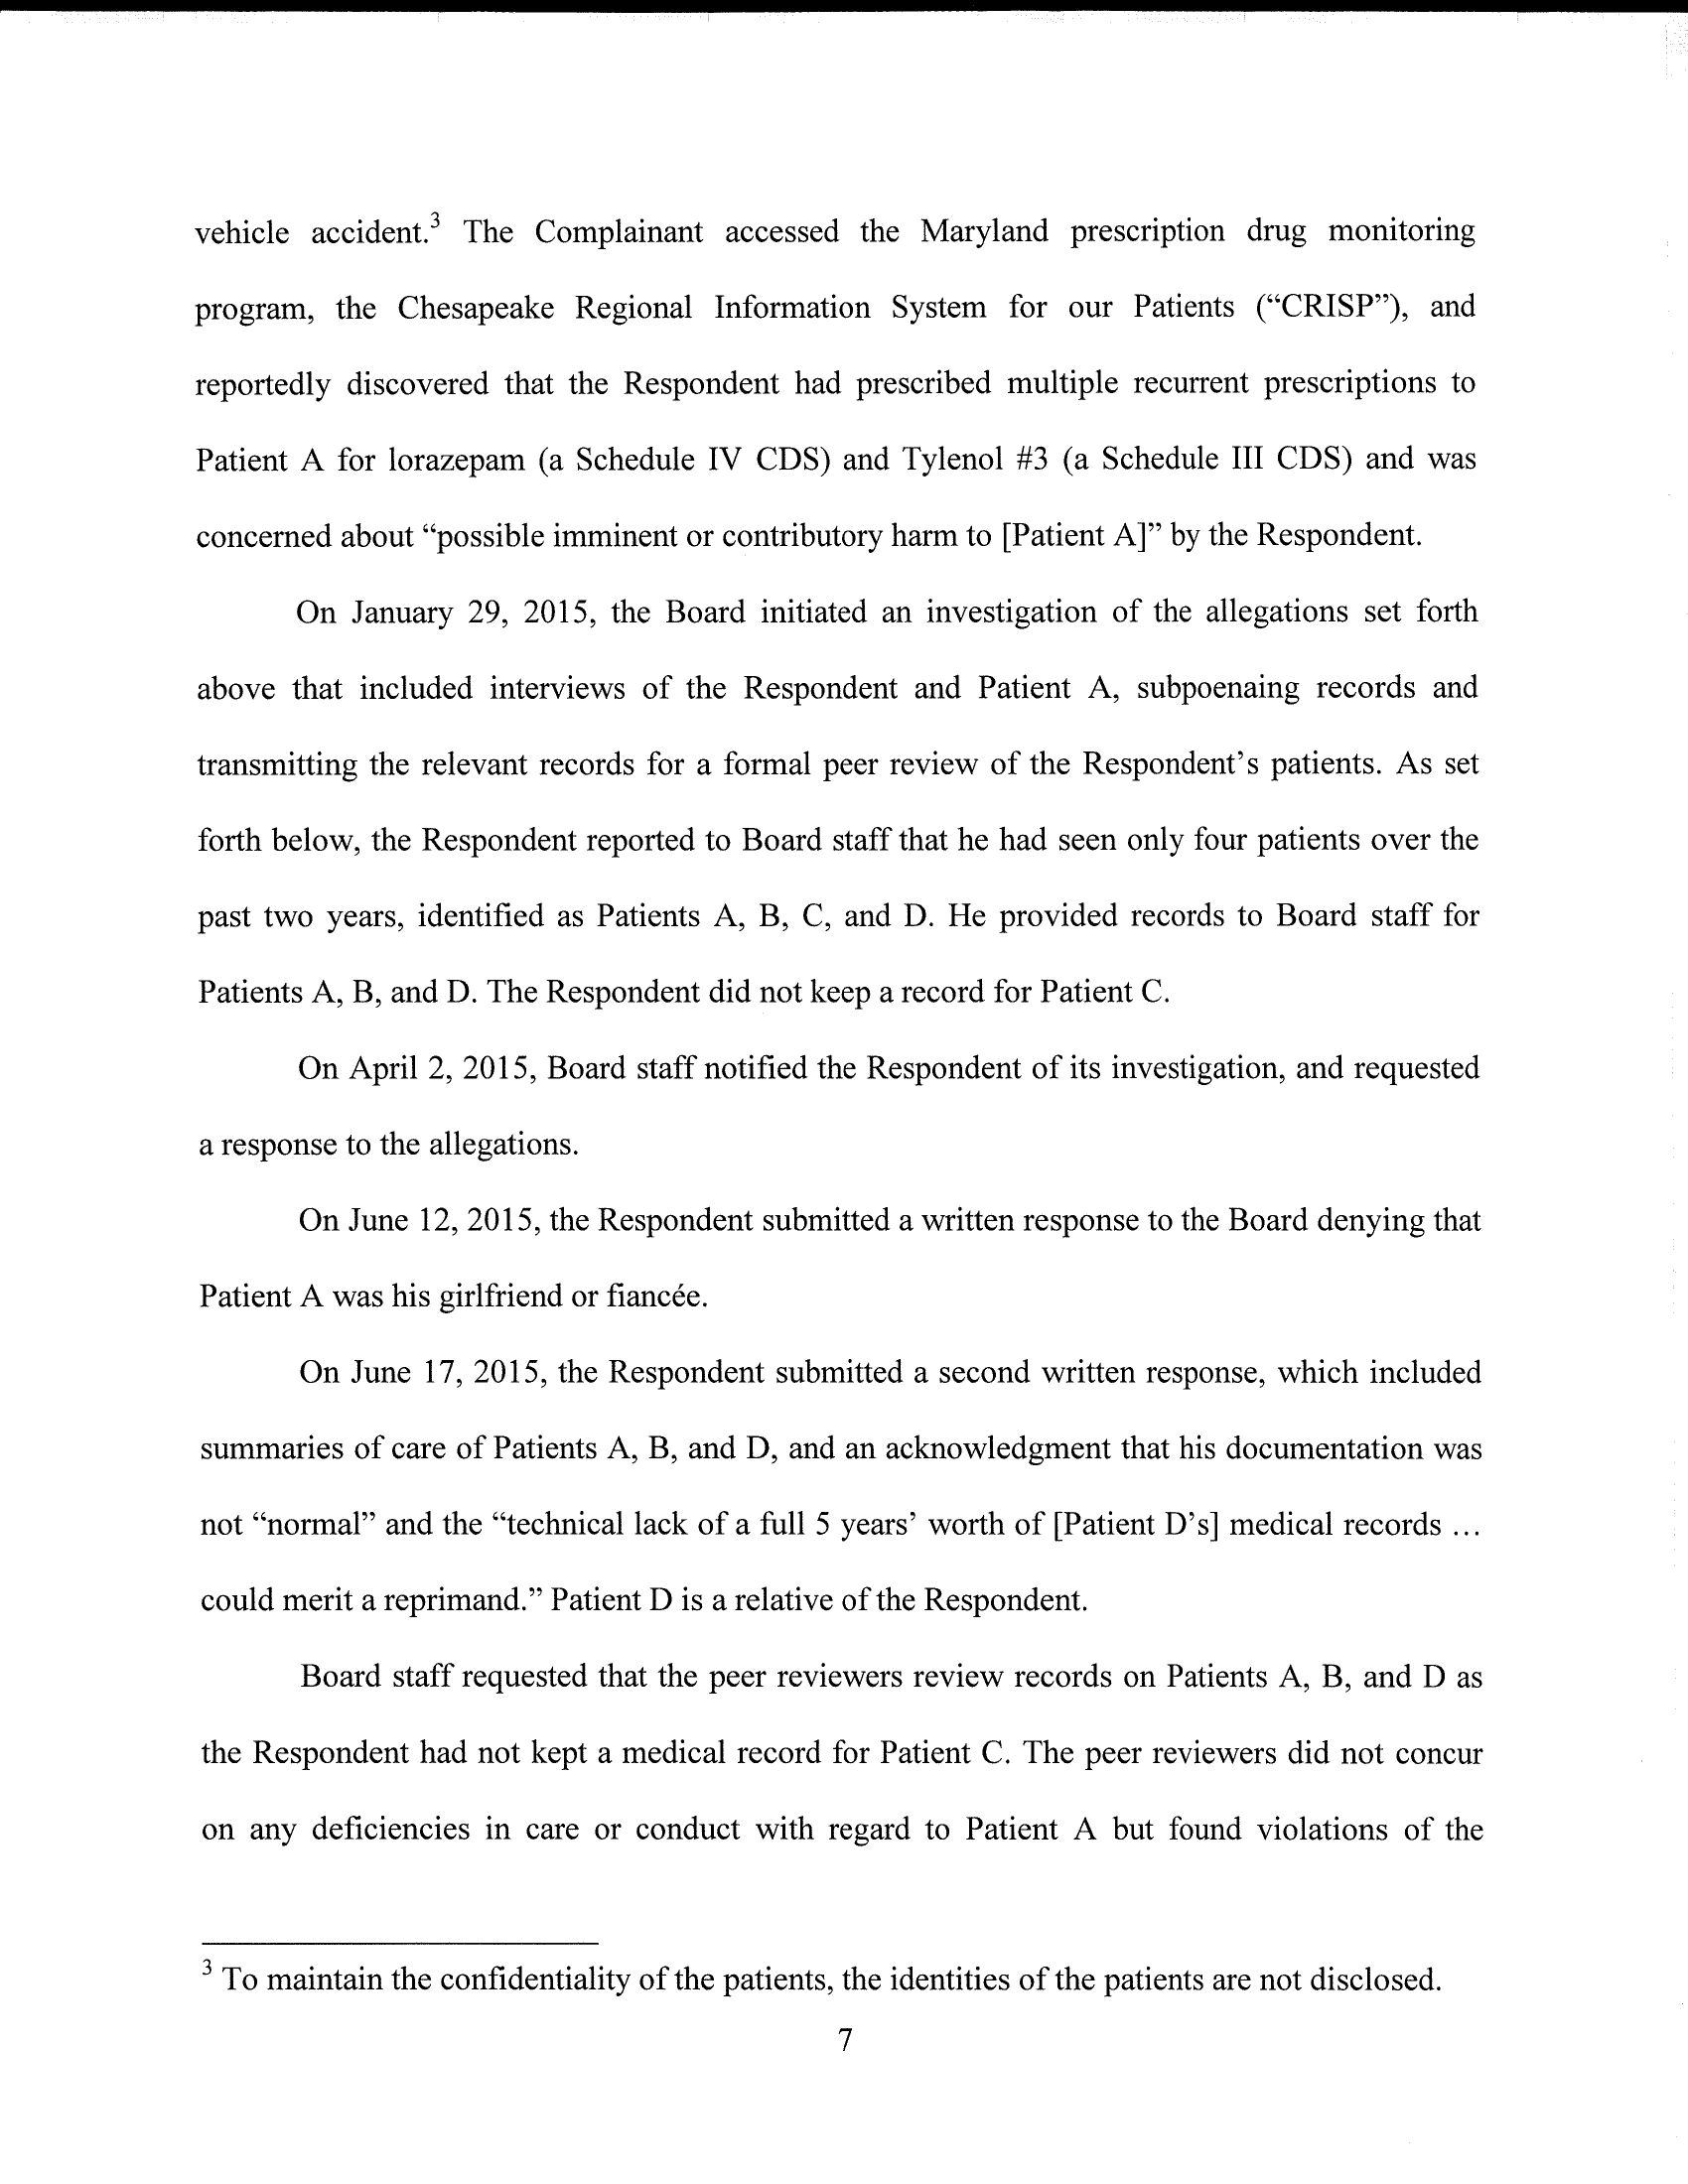 vehicle accident.3 The Complainant accessed the Maryland prescription drug monitoring
program, the Chesapeake Regional Information System for our Patients (“CRISP”), and
reportedly discovered that the Respondent had prescribed multiple recurrent prescriptions to
Patient A for lorazepam (a Schedule IV CDS) and Tylenol #3 (a Schedule III CDS) and was
concerned about “possible imminent or contributory harm to [Patient A]” by the Respondent.
On January 29, 2015, the Board initiated an investigation of the allegations set forth
above that included interviews of the Respondent and Patient A, subpoenaing records and
transmitting the relevant records for a formal peer review of the Respondent’s patients. As set
forth below, the Respondent reported to Board staff that he had seen only four patients over the
past two years, identified as Patients A, B, C, and D. He provided records to Board staff for
Patients A, B, and D. The Respondent did not keep a record for Patient C.
On April 2, 2015, Board staff notified the Respondent of its investigation, and requested
a response to the allegations.
On June 12, 2015, the Respondent submitted a written response to the Board denying that
Patient A was his girlfriend or fiancée.
On June 17, 2015, the Respondent submitted a second written response, which included
summaries of care of Patients A, B, and D, and an acknowledgment that his documentation was
not “normal” and the “technical lack of a full 5 years’ worth of [Patient D’s] medical records ...
could merit a reprimand.” Patient D is a relative of the Respondent.
Board staff requested that the peer reviewers review records on Patients A, B, and D as
the Respondent had not kept a medical record for Patient C. The peer reviewers did not concur
on any deficiencies in care or conduct with regard to Patient A but found violations of the
3 To maintain the confidentiality of the patients, the identities of the patients are not disclosed.
7